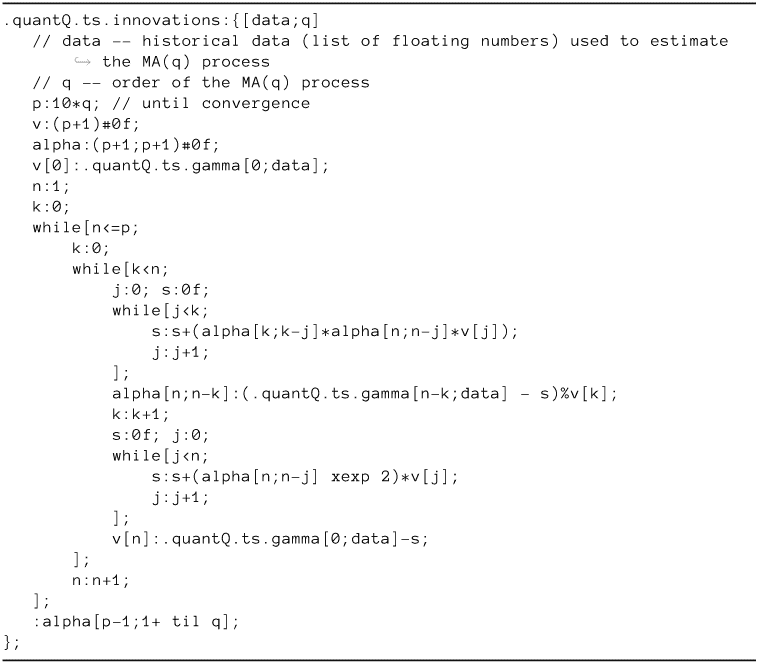 .quantQ.ts.innovations:{[data;q]
   // data -- historical data (list of floating numbers) used to estimate
        ↪ the MA(q) process
   // q -- order of the MA(q) process
   p:10*q; // until convergence
   v:(p+1)#0f;
   alpha:(p+1;p+1)#0f;
   v[0]:.quantQ.ts.gamma[0;data];
   n:1;
   k:0;
   while[n<=p;
       k:0;
       while[k<n;
           j:0; s:0f;
           while[j<k;
               s:s+(alpha[k;k-j]*alpha[n;n-j]*v[j]);
               j:j+1;
           ];
           alpha[n;n-k]:(.quantQ.ts.gamma[n-k;data] - s)%v[k];
           k:k+1;
           s:0f; j:0;
           while[j<n;
               s:s+(alpha[n;n-j] xexp 2)*v[j];
               j:j+1;
           ];
           v[n]:.quantQ.ts.gamma[0;data]-s;
       ];
       n:n+1;
   ];
   :alpha[p-1;1+ til q];
};